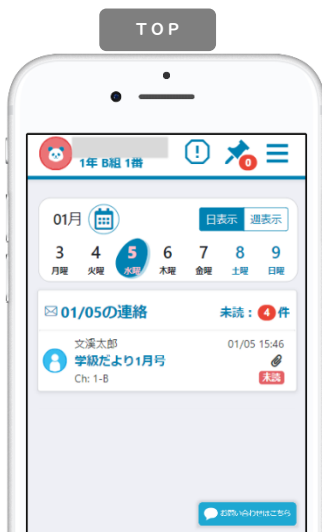 TOP
1年 B組 1番
0
01月
日表示 週表示
3 4 5 6 7 8 9
月曜 火曜 水曜 木曜 金曜 土曜 日曜
01/05の連絡 未読： 4 件
文溪太郎 01/05 15:46
学級だより1月号
Ch: 1-B 未読
お問い合わせはこちら